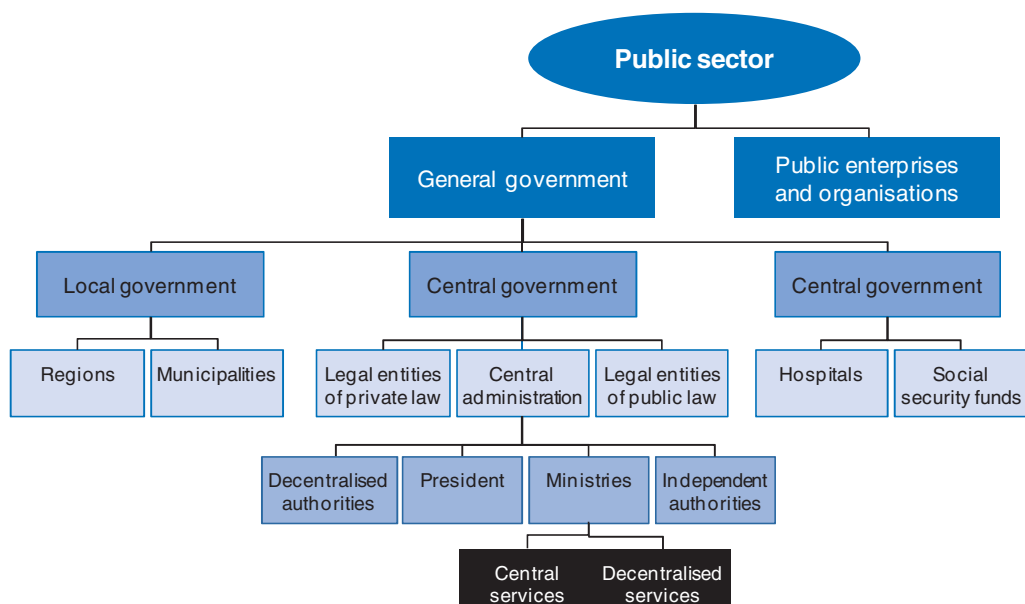 Public sector
General government
Public enterprises
and organisations
Local government
Central government
Central government
Regions
Municipalities
Legal entities
of private law
Central
administration
Legal entities
of public law
Hospitals
Social
security funds
Decentralised
authorities
President
Ministries
Independent
authorities
Central
services
Decentralised
services